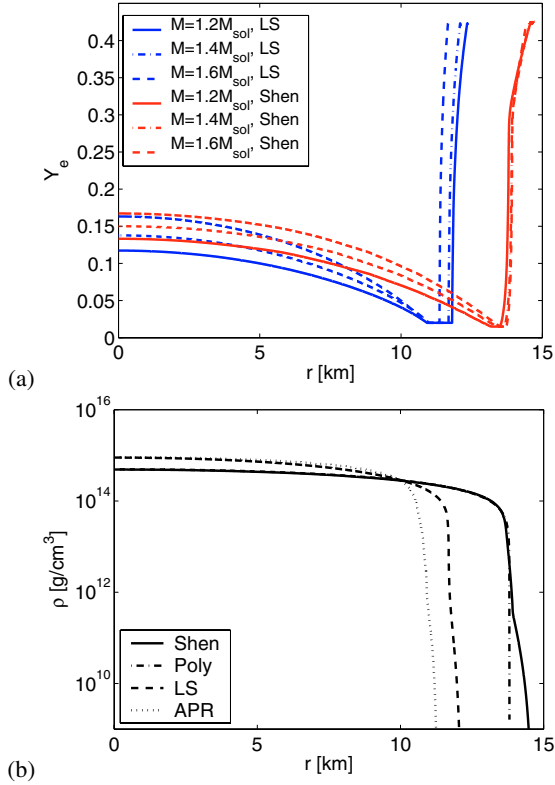 0.4
0.35
0.3
0.25
0.2
0.15
0.1
0.05
0
Y_e
M=1.2M_sol, LS
M=1.4M_sol, LS
M=1.6M_sol, LS
M=1.2M_sol, Shen
M=1.4M_sol, Shen
M=1.6M_sol, Shen
0 5 10 15
r [km]
(a)
10^16
10^14
10^12
10^10
ρ [g/cm^3]
Shen
Poly
LS
APR
0 5 10 15
r [km]
(b)